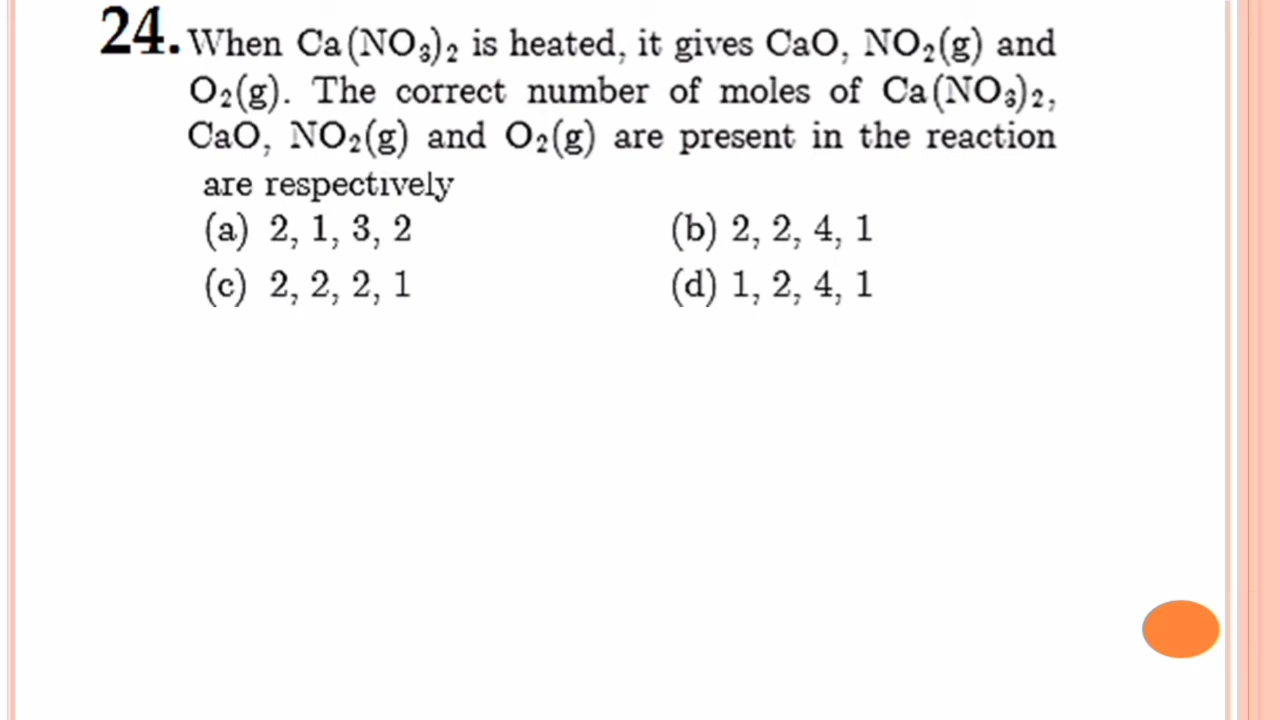 24. When Ca(NO₃)₂ is heated, it gives CaO, NO₂(g) and
O₂(g). The correct number of moles of Ca(NO₃)₂,
CaO, NO₂(g) and O₂(g) are present in the reaction
are respectively
(a) 2, 1, 3, 2 (b) 2, 2, 4, 1
(c) 2, 2, 2, 1 (d) 1, 2, 4, 1